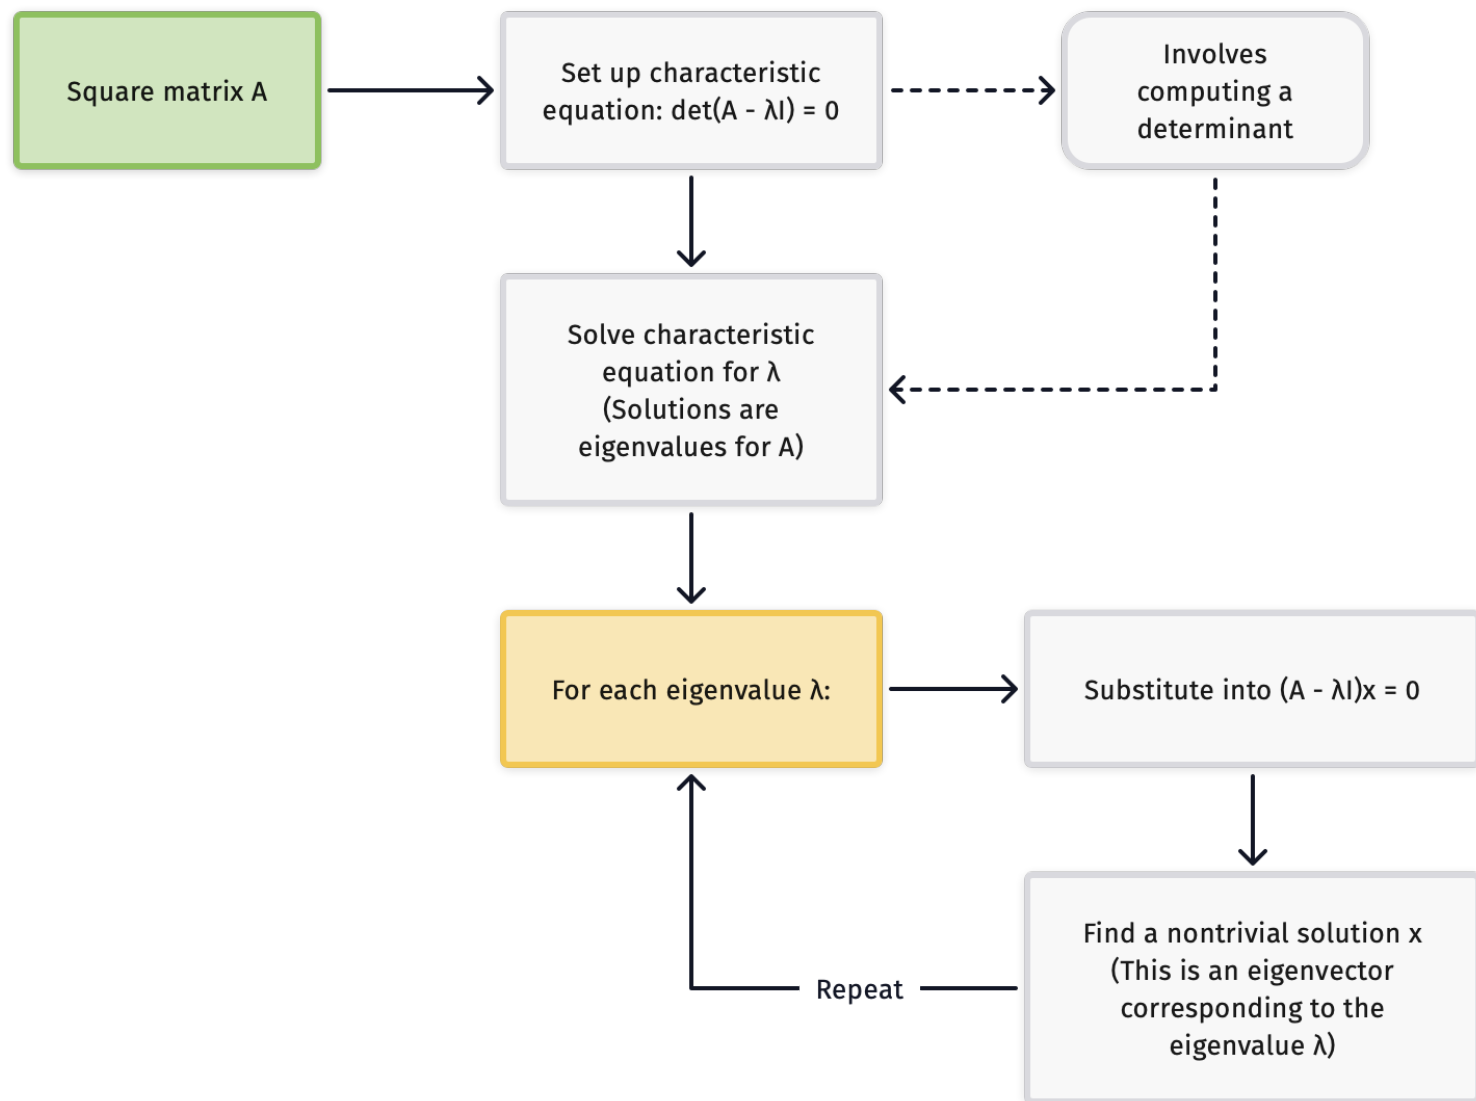 Square matrix A
Set up characteristic
equation: det(A - λI) = 0
Involves
computing a
determinant
Solve characteristic
equation for λ
(Solutions are
eigenvalues for A)
For each eigenvalue λ:
Substitute into (A - λI)x = 0
Find a nontrivial solution x
(This is an eigenvector
corresponding to the
eigenvalue λ)
Repeat